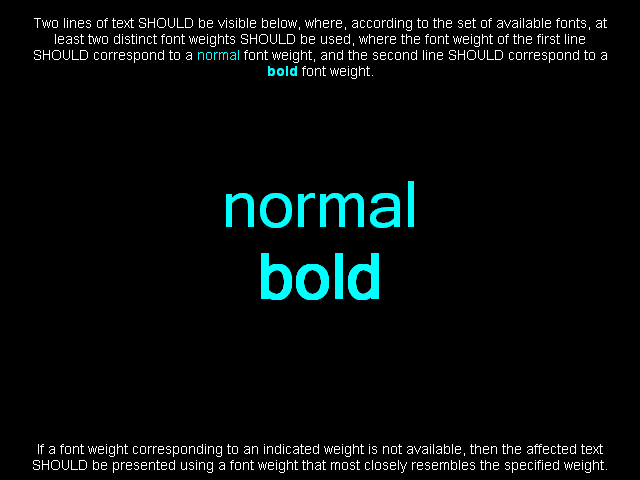 Two lines of text SHOULD be visible below, where, according to the set of available fonts, at
least two distinct font weights SHOULD be used, where the font weight of the first line
SHOULD correspond to a normal font weight, and the second line SHOULD correspond to a
bold font weight.
normal
bold
If a font weight corresponding to an indicated weight is not available, then the affected text
SHOULD be presented using a font weight that most closely resembles the specified weight.